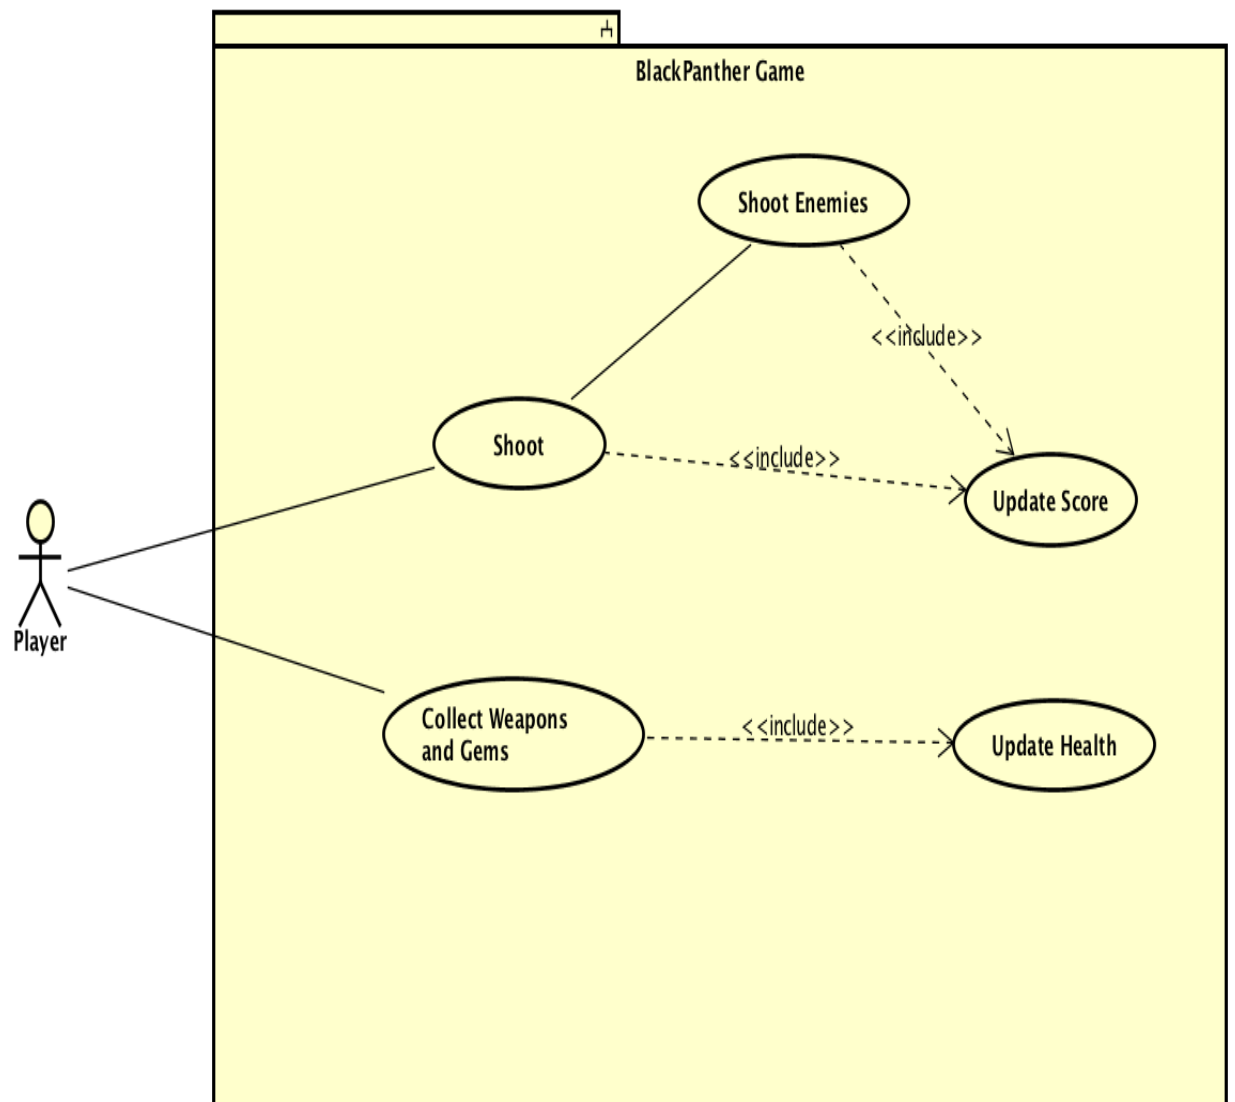 BlackPanther Game
Shoot Enemies
<<include>>
Shoot
<<include>>
Update Score
Player
Collect Weapons
and Gems
<<include>>
Update Health